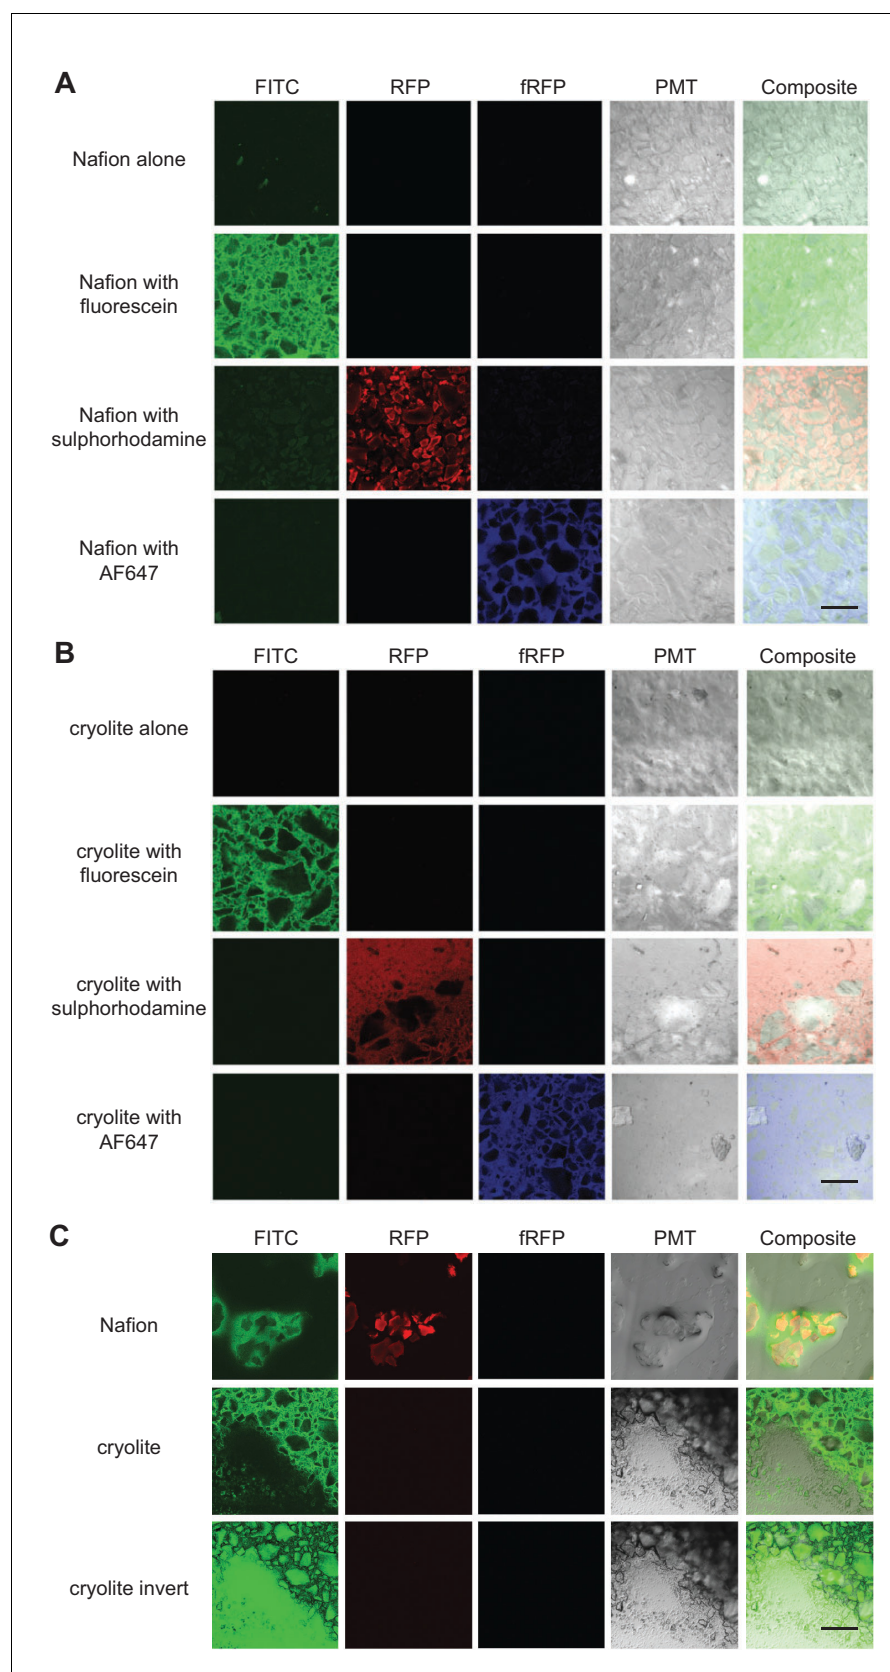 A
FITC RFP fRFP PMT Composite
Nafion alone
Nafion with
fluorescein
Nafion with
sulphorhodamine
Nafion with
AF647
B
FITC RFP fRFP PMT Composite
cryolite alone
cryolite with
fluorescein
cryolite with
sulphorhodamine
cryolite with
AF647
C
FITC RFP fRFP PMT Composite
Nafion
cryolite
cryolite invert